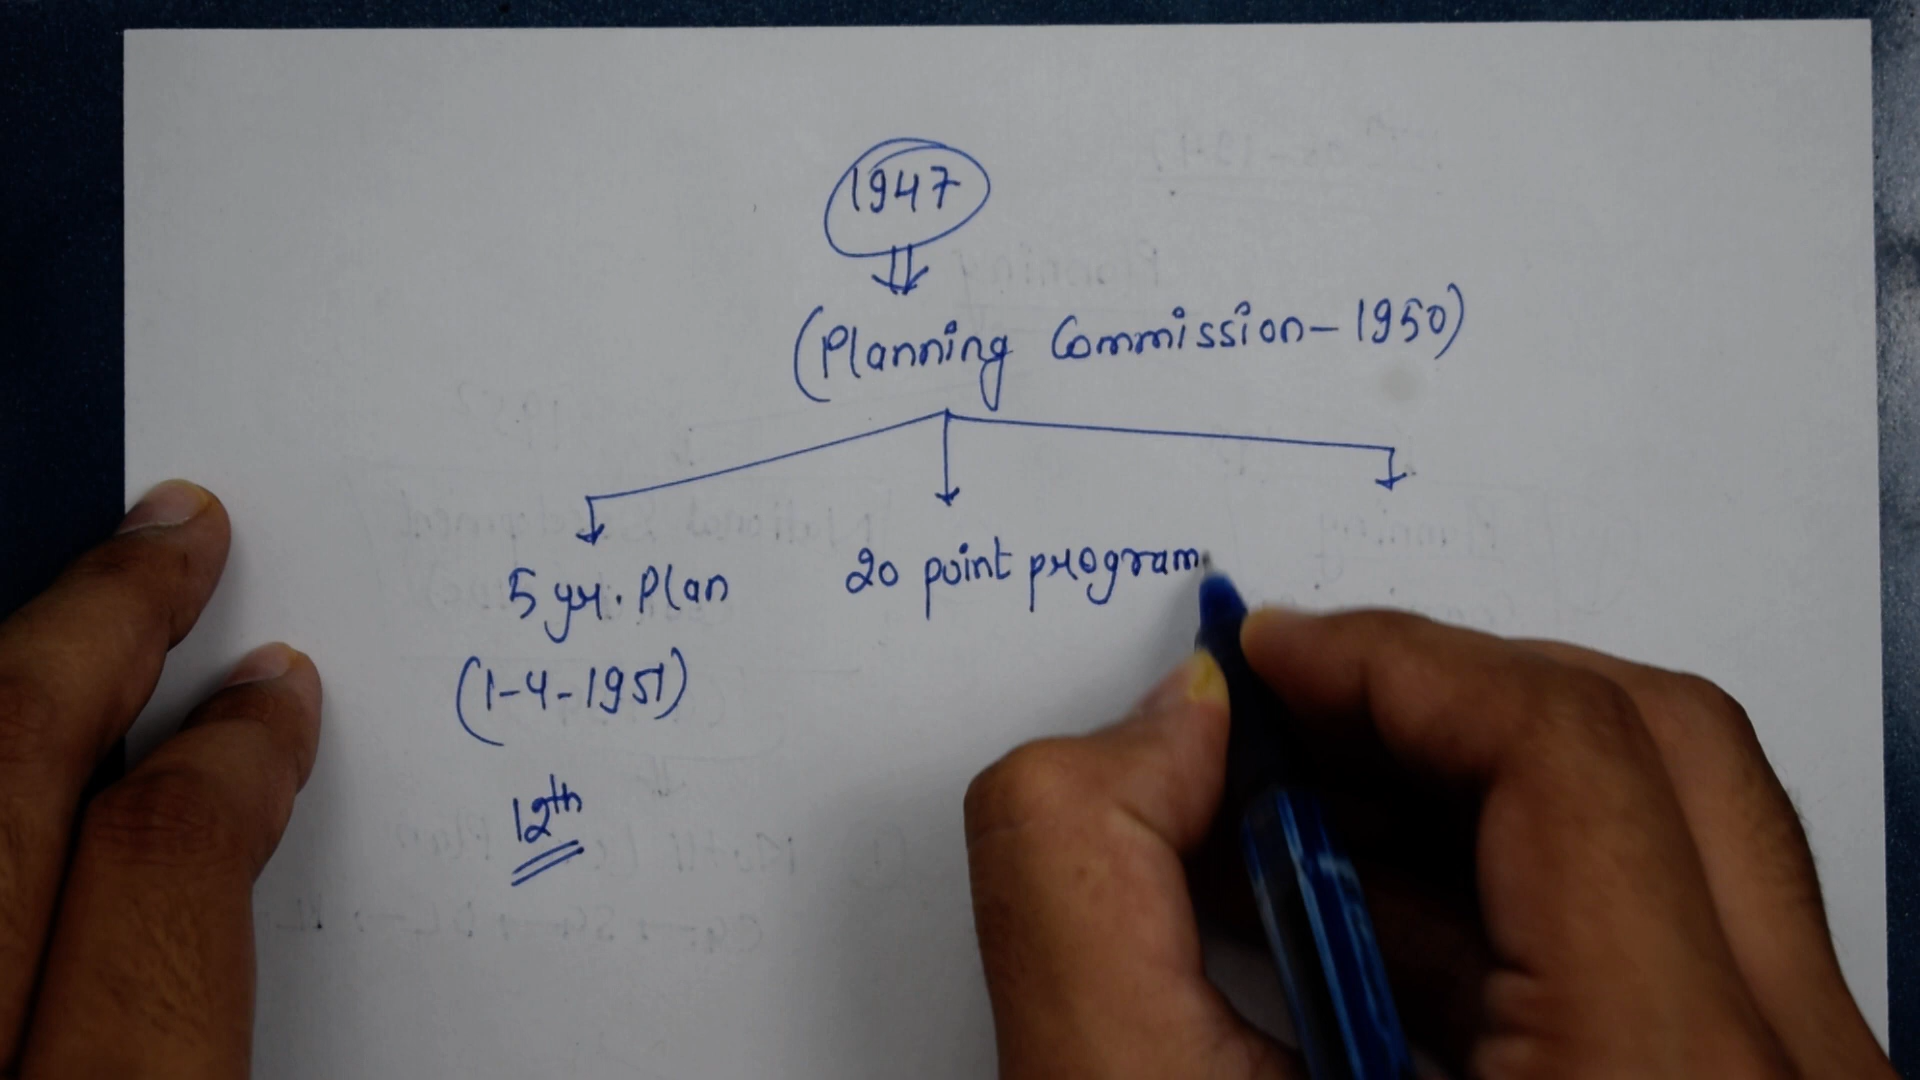 1947
(Planning Commission - 1950)
5 yr. Plan
20 point program
(1-4-1951)
12th